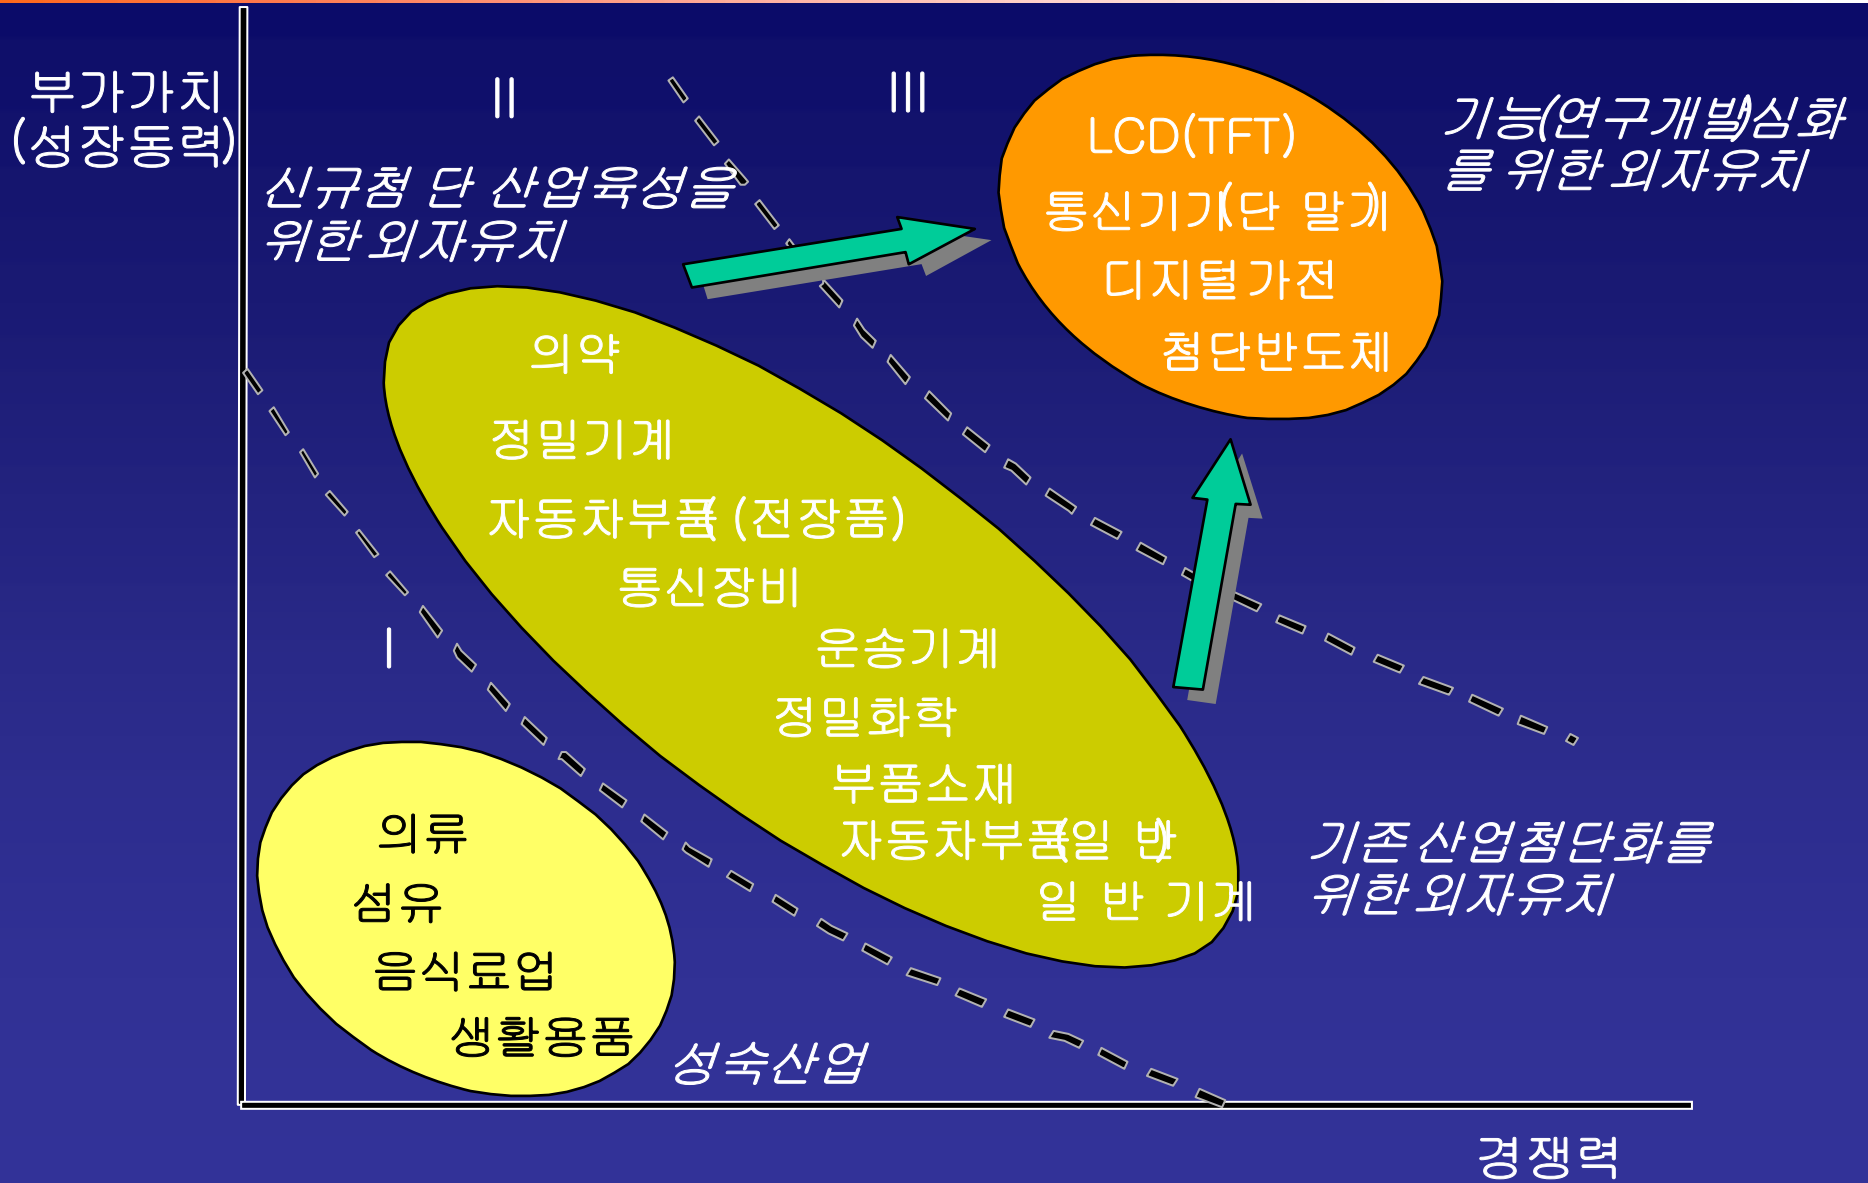 부가가치
(성장동력)
II
III
신규첨 단 산업육성을
위한 외자유치
LCD(TFT)
통신기기(단 말기)
디지털가전
첨단반도체
기능(연구개발)심화
를 위한 외자유치
의약
정밀기계
자동차부품( (전장품)
통신장비
운송기계
정밀화학
부품소재
자동차부품(일 반)
일 반 기계
I
의류
섬유
음식료업
생활용품
성숙산업
기존 산업첨단화를
위한 외자유치
경쟁력